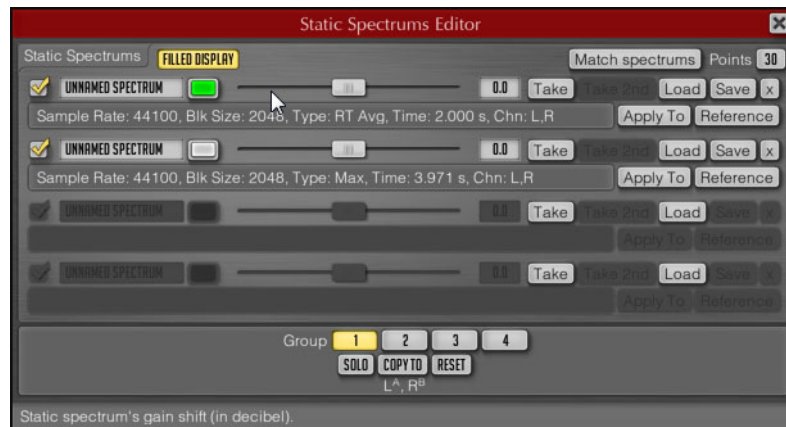 Static Spectrums Editor
Static Spectrums FILLED DISPLAY Match spectrums Points 30
UNNAMED SPECTRUM 0.0 Take Take 2nd Load Save x
Sample Rate: 44100, Blk Size: 2048, Type: RT Avg, Time: 2.000 s, Chn: L,R Apply To Reference
UNNAMED SPECTRUM 0.0 Take Take 2nd Load Save x
Sample Rate: 44100, Blk Size: 2048, Type: Max, Time: 3.971 s, Chn: L,R Apply To Reference
UNNAMED SPECTRUM 0.0 Take Take 2nd Load Save x
Apply To Reference
UNNAMED SPECTRUM 0.0 Take Take 2nd Load Save x
Apply To Reference
Group 1 2 3 4
SOLO COPY TO RESET
L^A, R^B
Static spectrum's gain shift (in decibel).